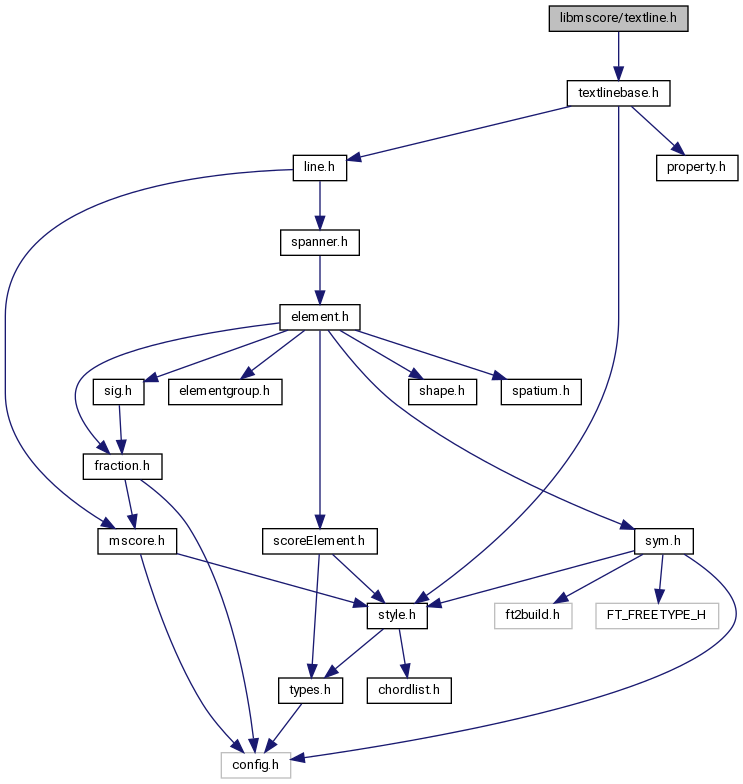 libmscore/textline.h
textlinebase.h
line.h
property.h
spanner.h
element.h
sig.h
elementgroup.h
shape.h
spatium.h
fraction.h
mscore.h
scoreElement.h
sym.h
style.h
ft2build.h
FT_FREETYPE_H
types.h
chordlist.h
config.h